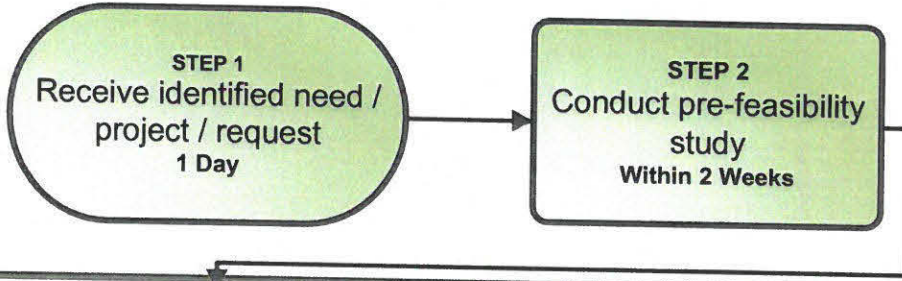 STEP 1
Receive identified need /
project / request
1 Day
STEP 2
Conduct pre-feasibility
study
Within 2 Weeks